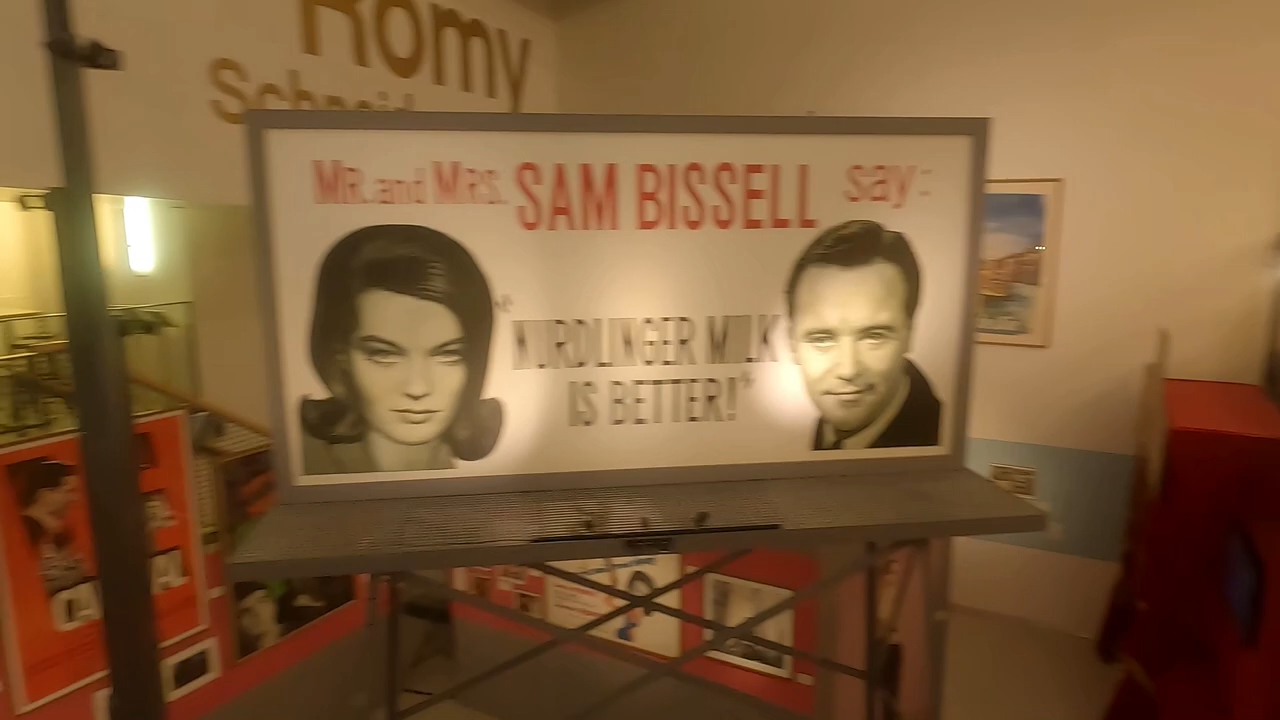 Romy
Schneid
MR. and MRS. SAM BISSELL say:
"NURDLINGER MILK
IS BETTER!"